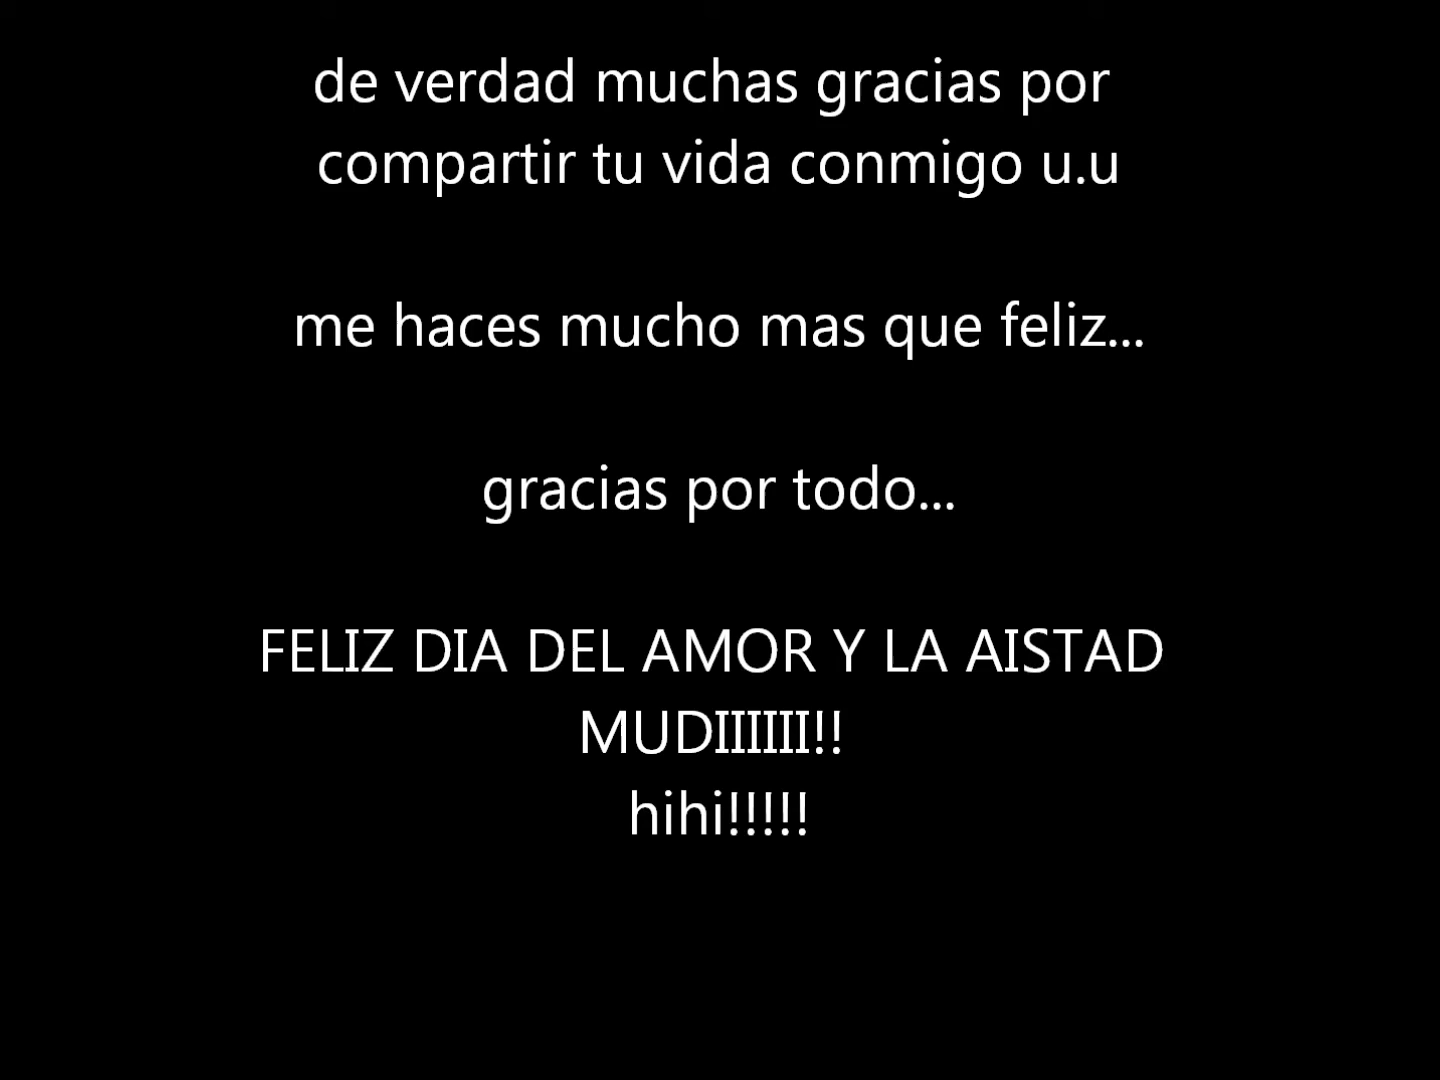 de verdad muchas gracias por
compartir tu vida conmigo u.u
me haces mucho mas que feliz...
gracias por todo...
FELIZ DIA DEL AMOR Y LA AISTAD
MUDIIIIII!!
hihi!!!!!